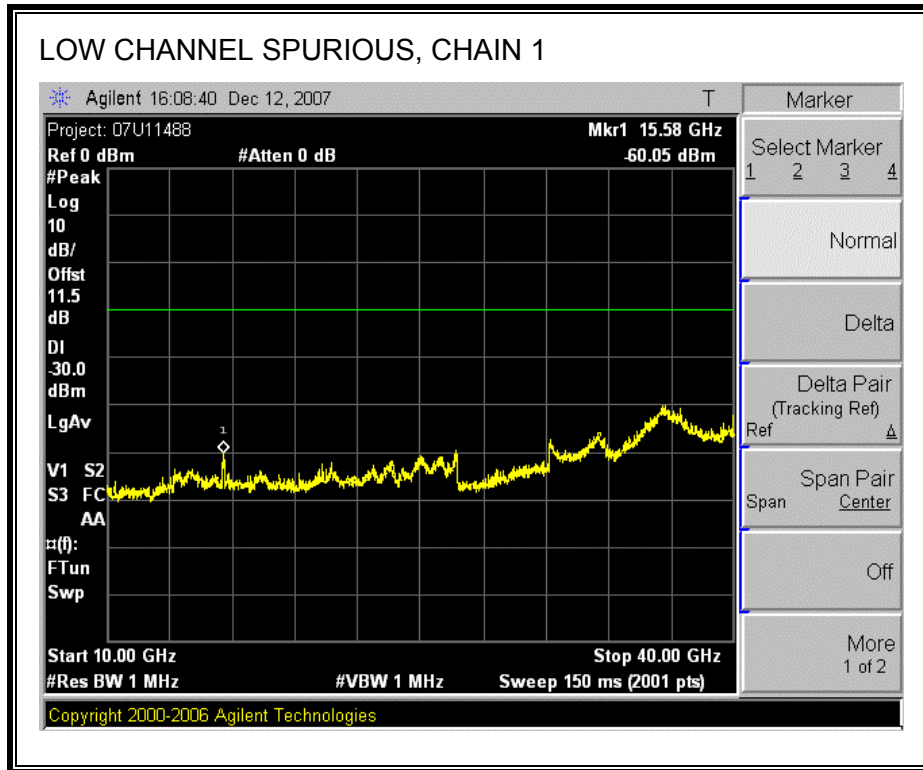 LOW CHANNEL SPURIOUS, CHAIN 1
Agilent 16:08:40 Dec 12, 2007 T
Project: 07U11488 Mkr1 15.58 GHz
Ref 0 dBm #Atten 0 dB -60.05 dBm
#Peak
Log
10
dB/
Offst
11.5
dB
DI
-30.0
dBm
LgAv
1
V1 S2
S3 FC
AA
¤(f):
FTun
Swp
Start 10.00 GHz Stop 40.00 GHz
#Res BW 1 MHz #VBW 1 MHz Sweep 150 ms (2001 pts)
Copyright 2000-2006 Agilent Technologies
Marker
Select Marker
1 2 3 4
Normal
Delta
Delta Pair
(Tracking Ref)
Ref Δ
Span Pair
Span Center
Off
More
1 of 2